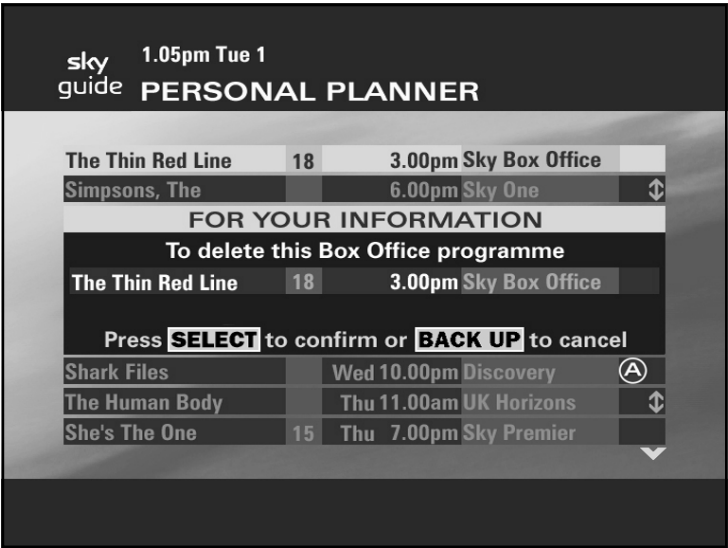 sky 1.05pm Tue 1
guide PERSONAL PLANNER
The Thin Red Line 18 3.00pm Sky Box Office
Simpsons, The 6.00pm Sky One
FOR YOUR INFORMATION
To delete this Box Office programme
The Thin Red Line 18 3.00pm Sky Box Office
Press SELECT to confirm or BACK UP to cancel
Shark Files Wed 10.00pm Discovery A
The Human Body Thu 11.00am UK Horizons
She's The One 15 Thu 7.00pm Sky Premier